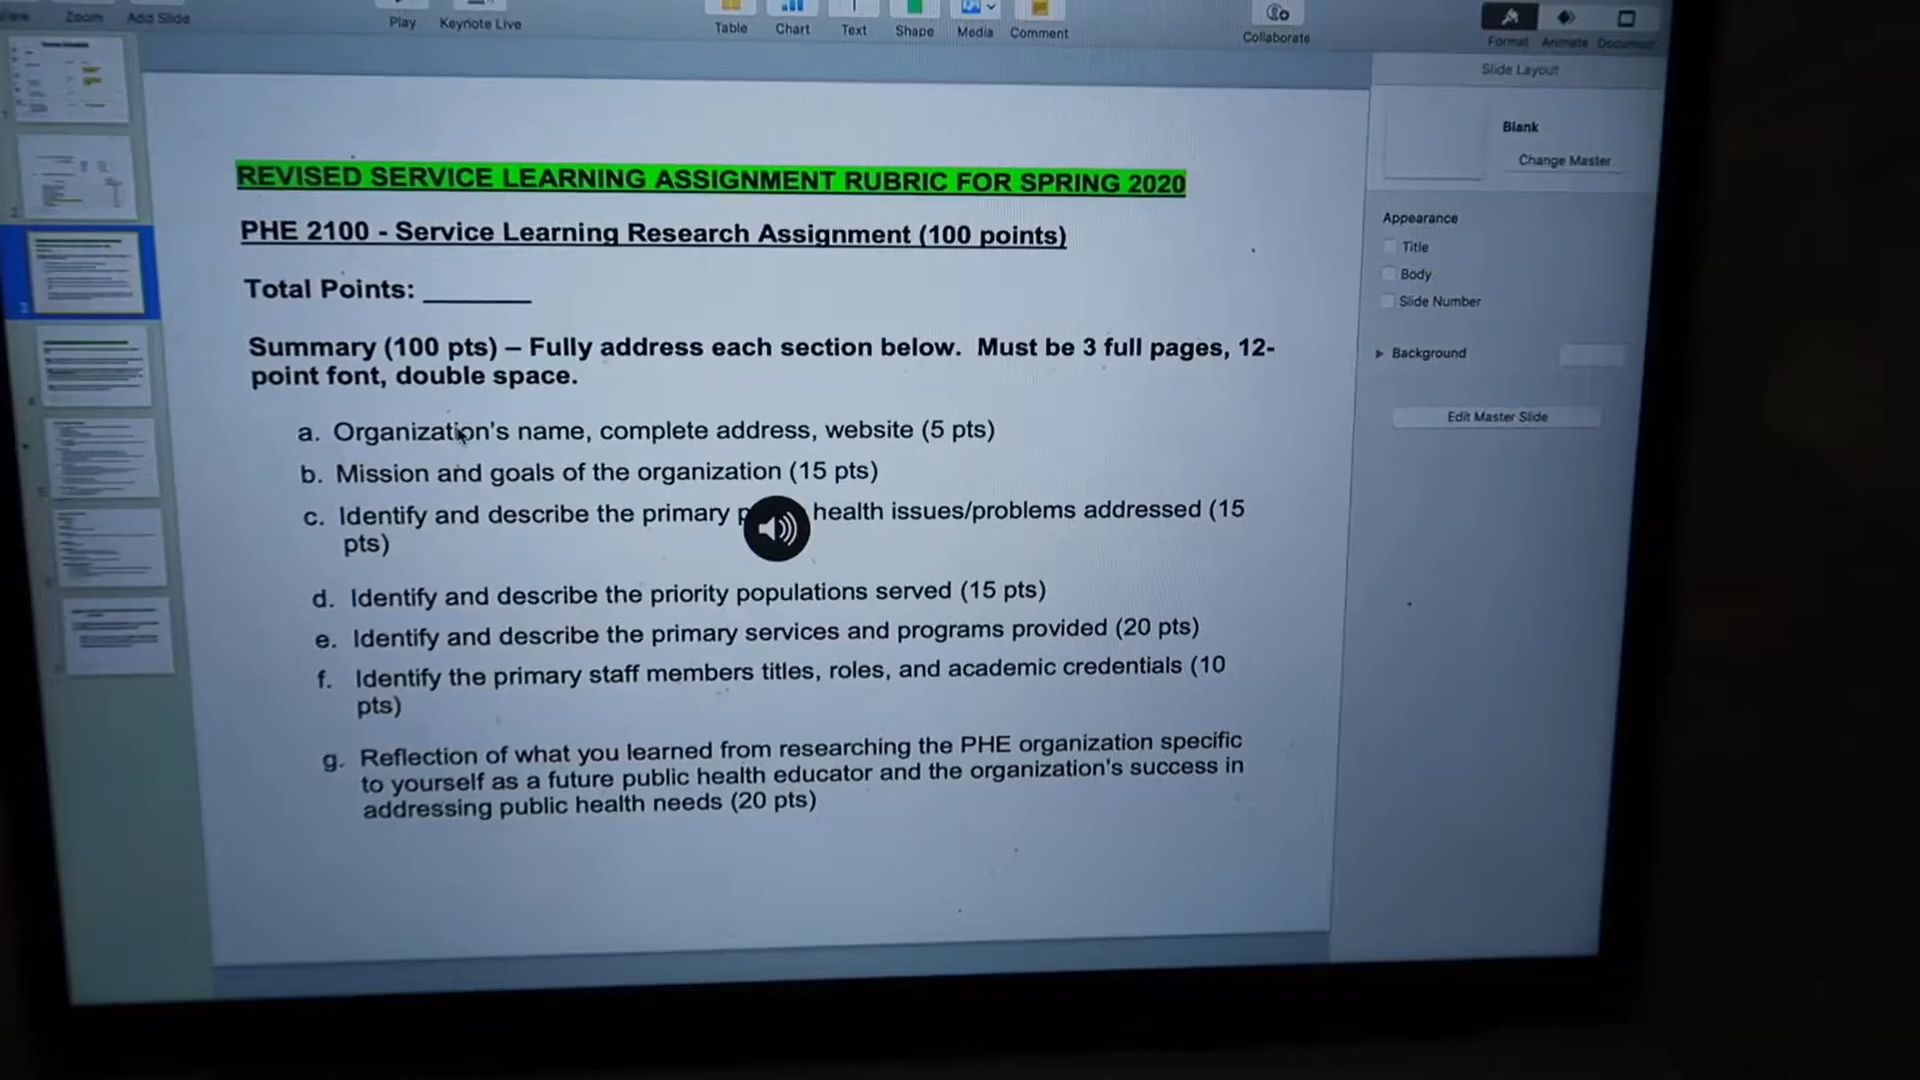 Zoom
Add Slide
Play
Keynote Live
Table
Chart
Text
Shape
Media
Comment
Collaborate
Format
Animate
Document
Slide Layout
Blank
Change Master
Appearance
Title
Body
Slide Number
Background
Edit Master Slide
REVISED SERVICE LEARNING ASSIGNMENT RUBRIC FOR SPRING 2020
PHE 2100 - Service Learning Research Assignment (100 points)
Total Points: _______
Summary (100 pts) – Fully address each section below. Must be 3 full pages, 12-
point font, double space.
a. Organization's name, complete address, website (5 pts)
b. Mission and goals of the organization (15 pts)
c. Identify and describe the primary health issues/problems addressed (15
pts)
d. Identify and describe the priority populations served (15 pts)
e. Identify and describe the primary services and programs provided (20 pts)
f. Identify the primary staff members titles, roles, and academic credentials (10
pts)
g. Reflection of what you learned from researching the PHE organization specific
to yourself as a future public health educator and the organization's success in
addressing public health needs (20 pts)